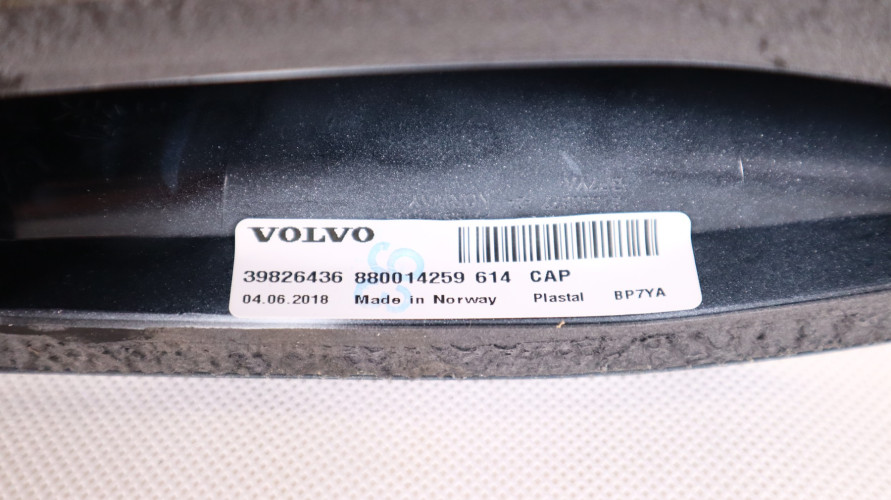 VOLVO
39826436 880014259 614 CAP
04.06.2018 Made in Norway Plastal BP7YA